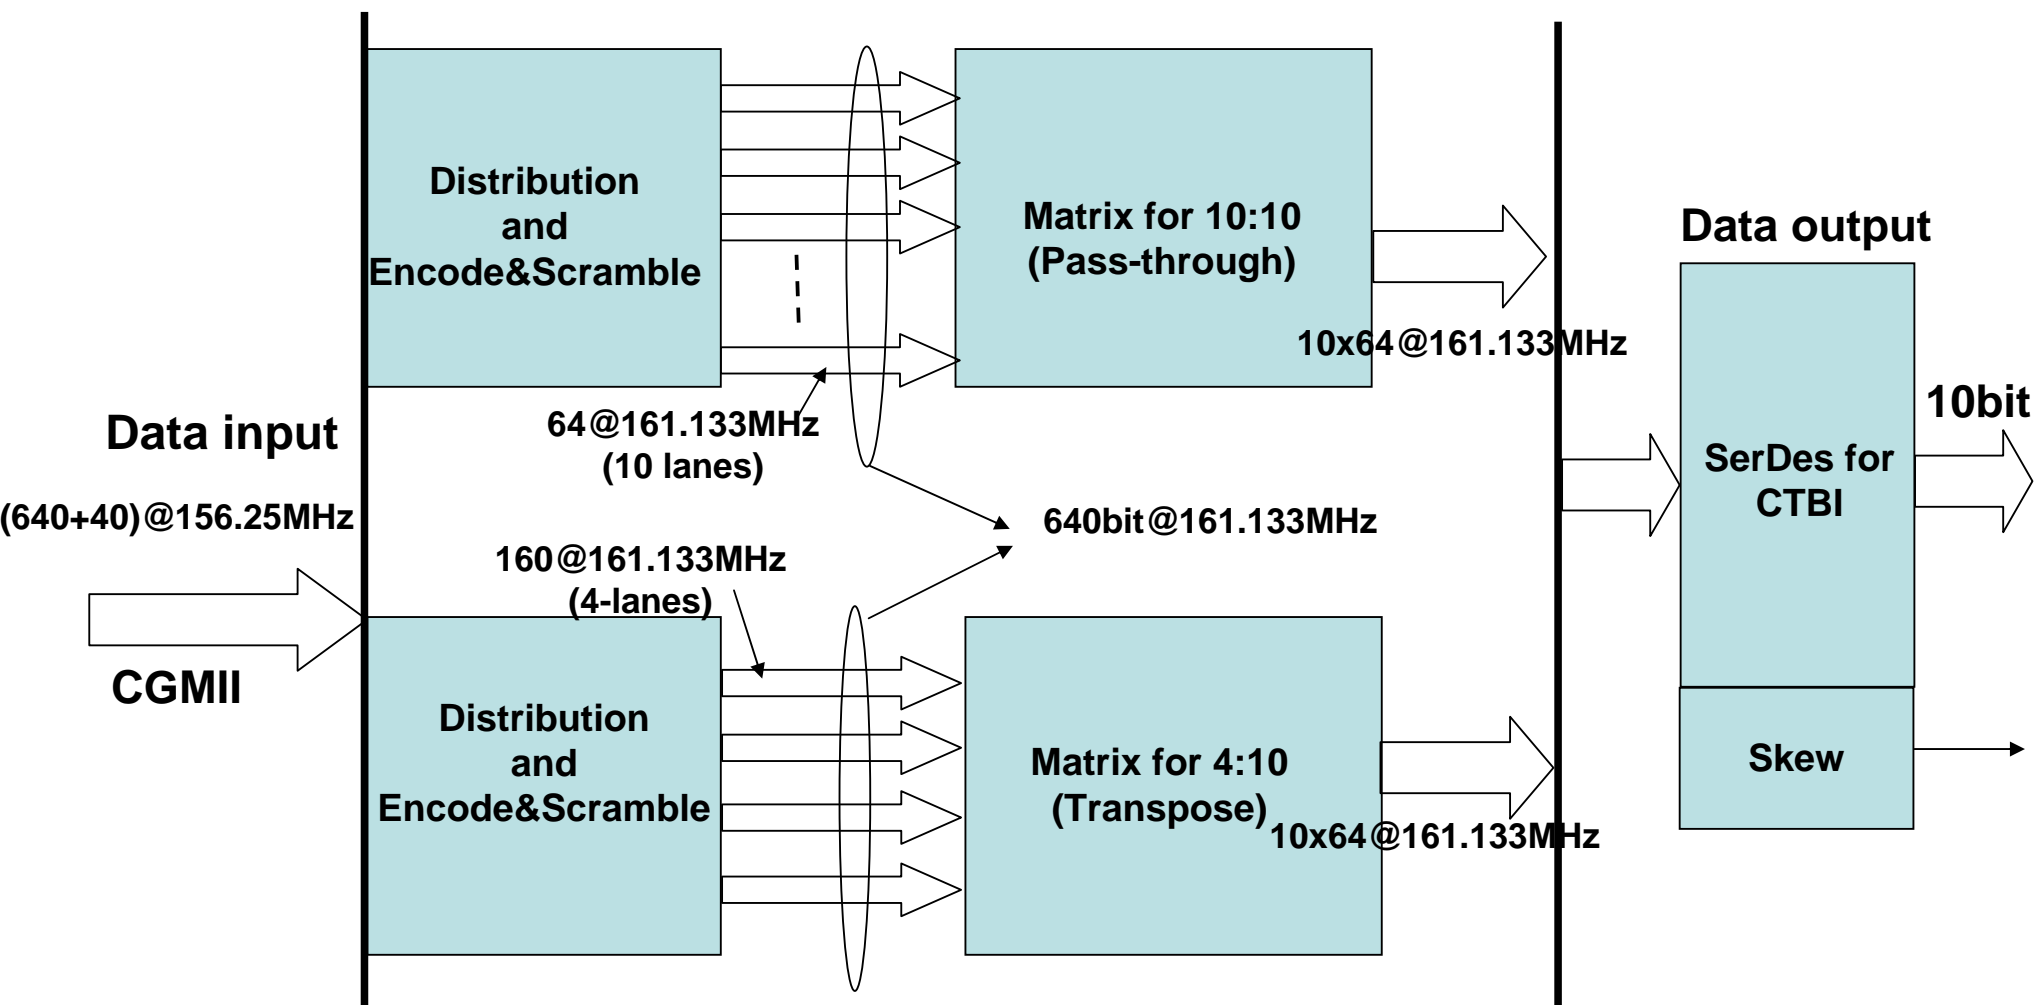 Distribution
and
Encode&Scramble
Matrix for 10:10
(Pass-through)
10x64@161.133MHz
64@161.133MHz
(10 lanes)
Data input
(640+40)@156.25MHz
CGMII
640bit@161.133MHz
160@161.133MHz
(4-lanes)
Distribution
and
Encode&Scramble
Matrix for 4:10
(Transpose)
10x64@161.133MHz
Data output
10bit
SerDes for
CTBI
Skew